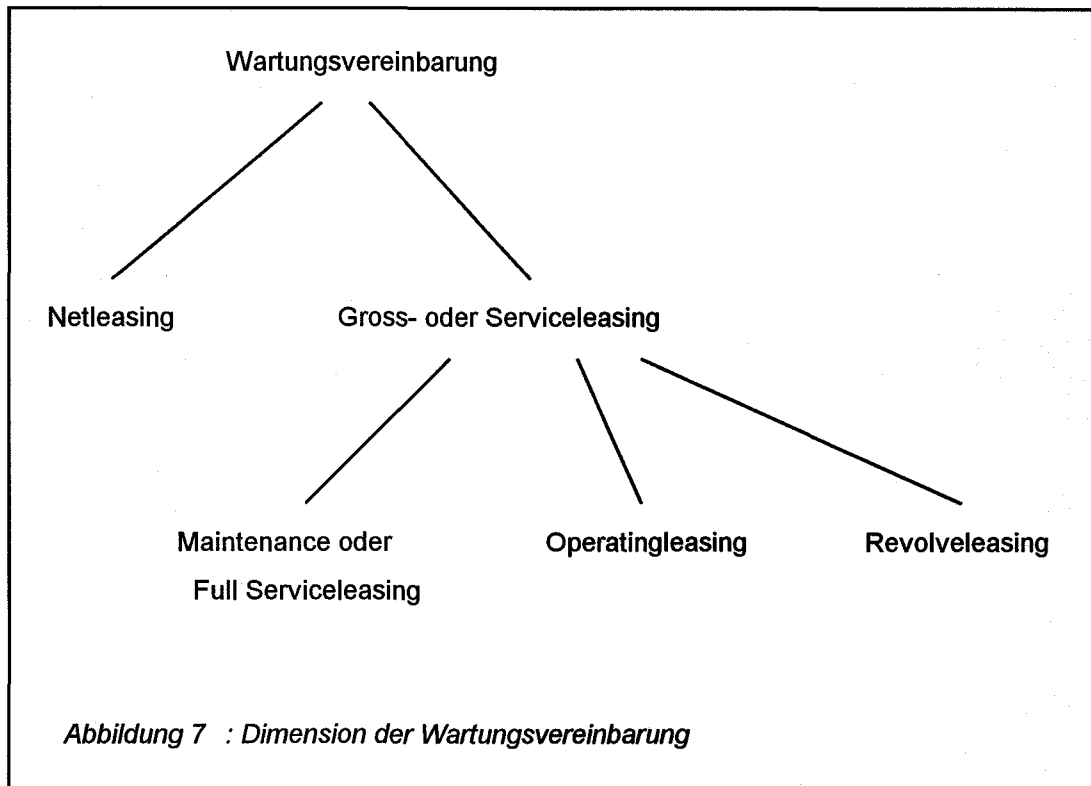 Wartungsvereinbarung
Netleasing
Gross- oder Serviceleasing
Maintenance oder
Full Serviceleasing
Operatingleasing
Revolveleasing
Abbildung 7 : Dimension der Wartungsvereinbarung